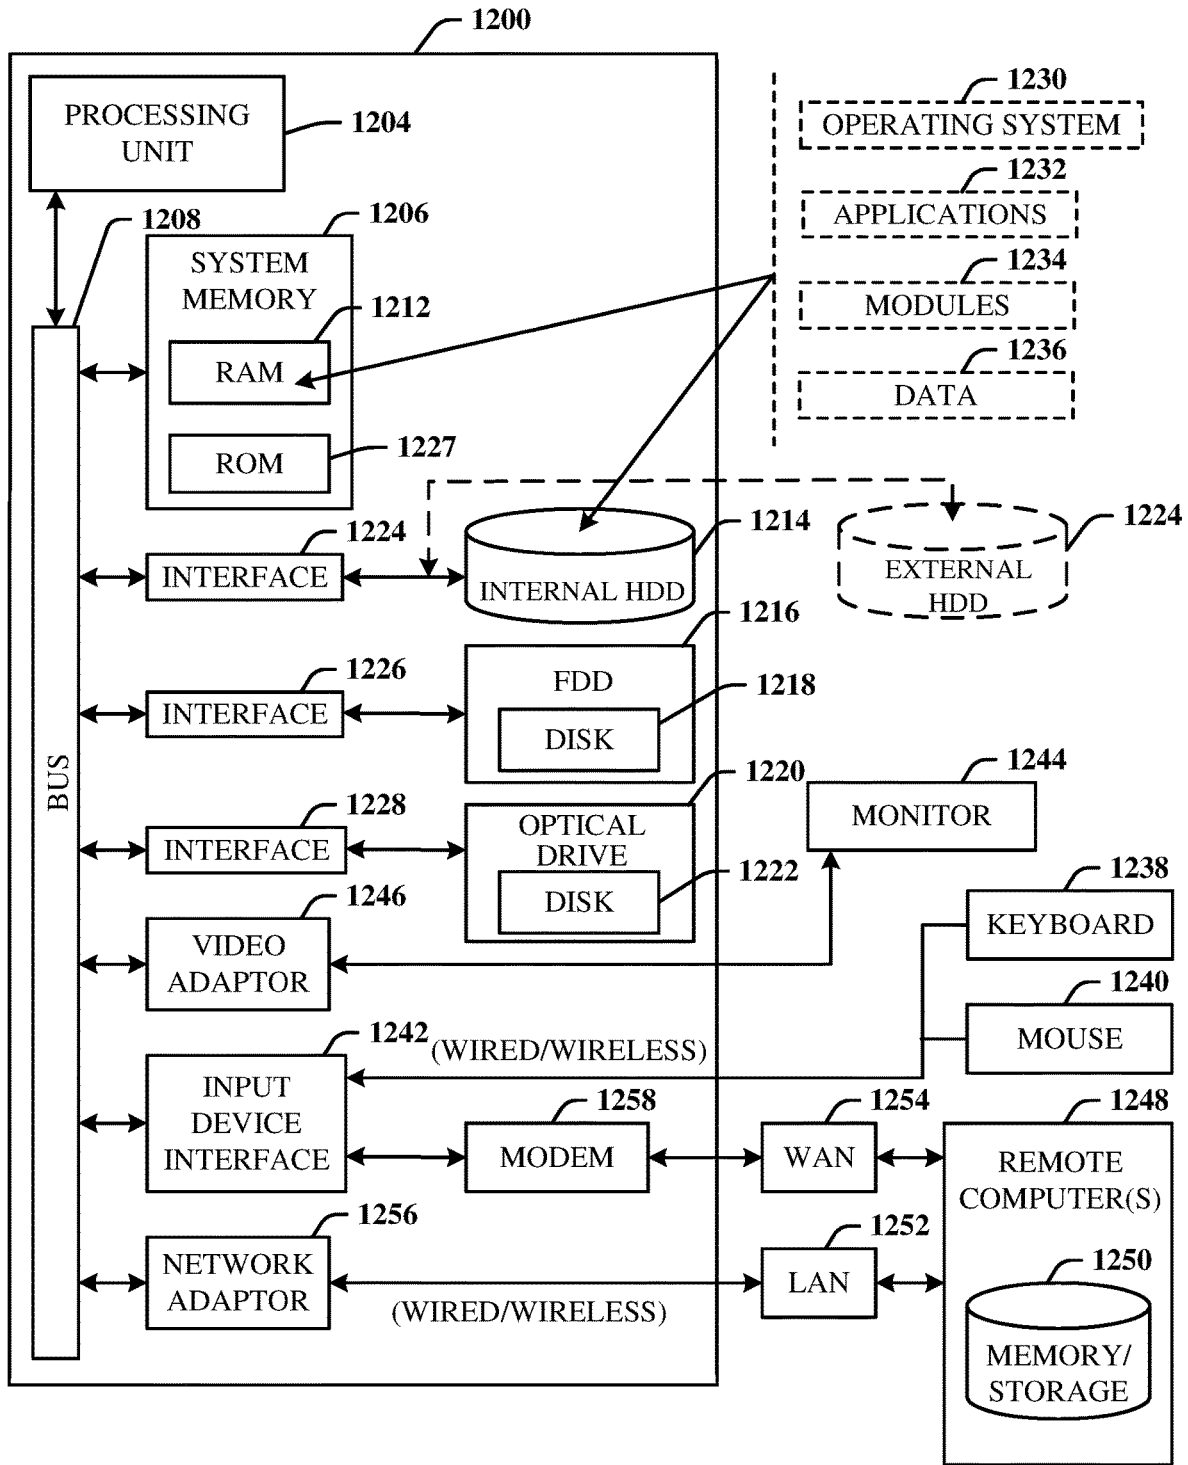 1200
PROCESSING
UNIT
1204
1230
OPERATING SYSTEM
1232
APPLICATIONS
1234
MODULES
1236
DATA
1208
1206
SYSTEM
MEMORY
1212
RAM
ROM
1227
1224
INTERFACE
1214
INTERNAL HDD
1224
EXTERNAL
HDD
1216
FDD
1218
DISK
1226
INTERFACE
BUS
1220
OPTICAL
DRIVE
1222
DISK
1228
INTERFACE
1244
MONITOR
1246
VIDEO
ADAPTOR
1238
KEYBOARD
1240
MOUSE
1242
(WIRED/WIRELESS)
INPUT
DEVICE
INTERFACE
1258
MODEM
1254
WAN
1248
REMOTE
COMPUTER(S)
1256
NETWORK
ADAPTOR
(WIRED/WIRELESS)
1252
LAN
1250
MEMORY/
STORAGE